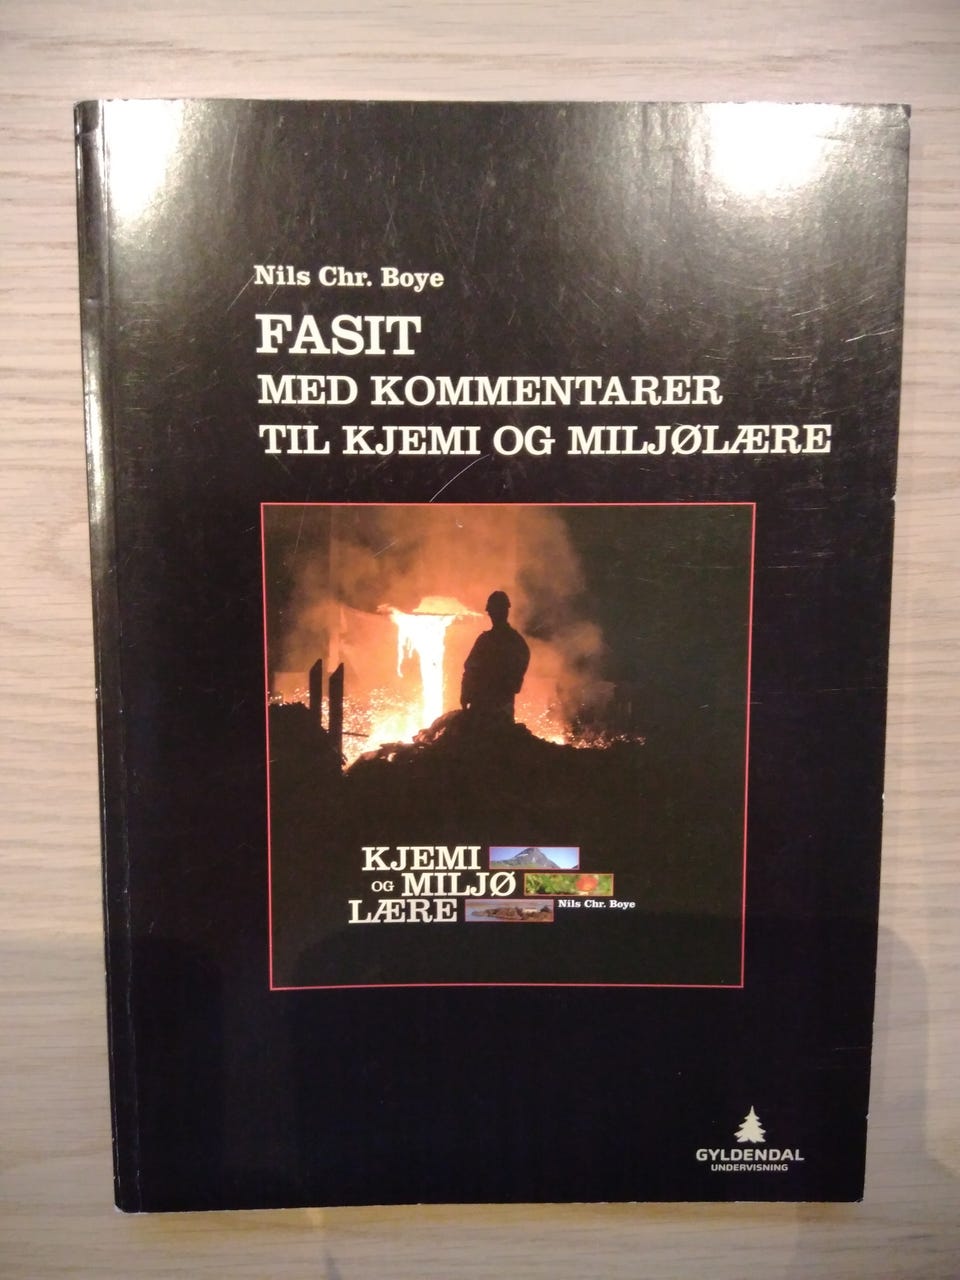 Nils Chr. Boye
FASIT
MED KOMMENTARER
TIL KJEMI OG MILJØLÆRE
KJEMI
OG MILJØ
LÆRE
Nils Chr. Boye
GYLDENDAL
UNDERVISNING